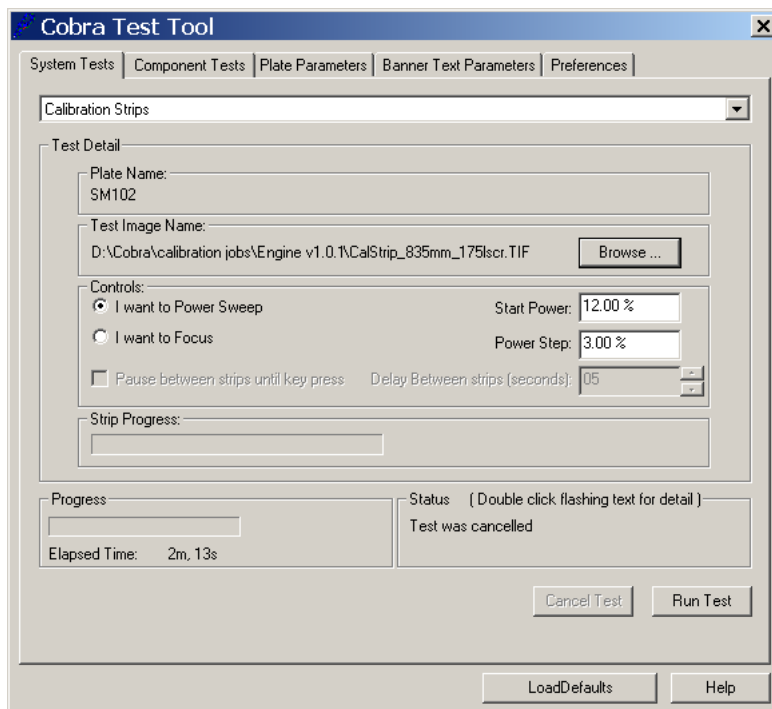 Cobra Test Tool
System Tests Component Tests Plate Parameters Banner Text Parameters Preferences
Calibration Strips
Test Detail
Plate Name:
SM102
Test Image Name:
D:\Cobra\calibration jobs\Engine v1.0.1\CalStrip_835mm_175lscr.TIF Browse ...
Controls:
I want to Power Sweep Start Power: 12.00 %
I want to Focus Power Step: 3.00 %
Pause between strips until key press Delay Between strips (seconds): 05
Strip Progress:
Progress Status ( Double click flashing text for detail )
Test was cancelled
Elapsed Time: 2m, 13s
Cancel Test Run Test
LoadDefaults Help